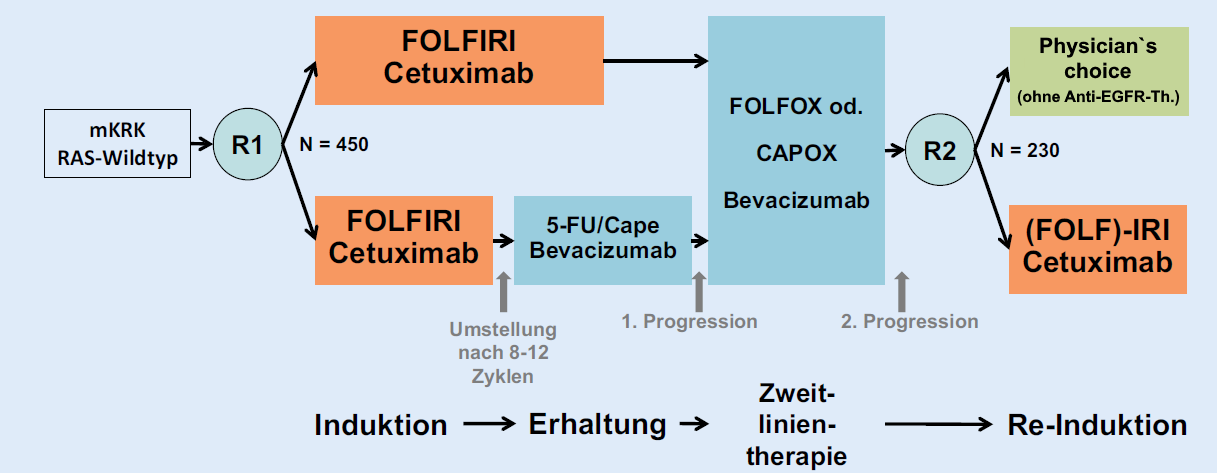 FOLFIRI
Cetuximab
mKRK
RAS-Wildtyp
R1
N = 450
FOLFIRI
Cetuximab
5-FU/Cape
Bevacizumab
FOLFOX od.
CAPOX
Bevacizumab
R2
N = 230
Physician`s
choice
(ohne Anti-EGFR-Th.)
(FOLF)-IRI
Cetuximab
Umstellung
nach 8-12
Zyklen
1. Progression
2. Progression
Induktion
Erhaltung
Zweit-
linien-
therapie
Re-Induktion